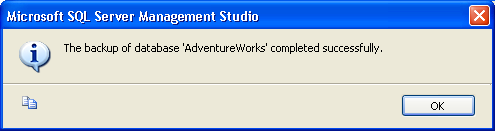 Microsoft SQL Server Management Studio
The backup of database 'AdventureWorks' completed successfully.
OK